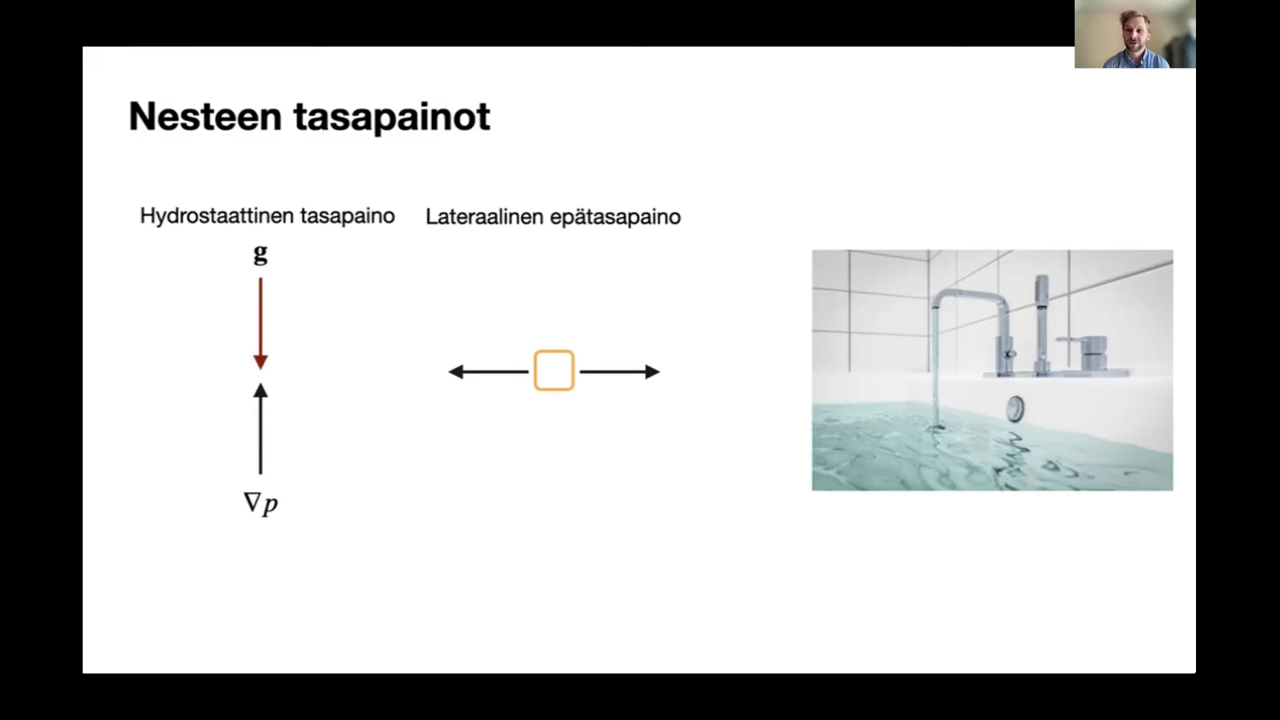 Nesteen tasapainot
Hydrostaattinen tasapaino
Lateraalinen epätasapaino
g
∇p